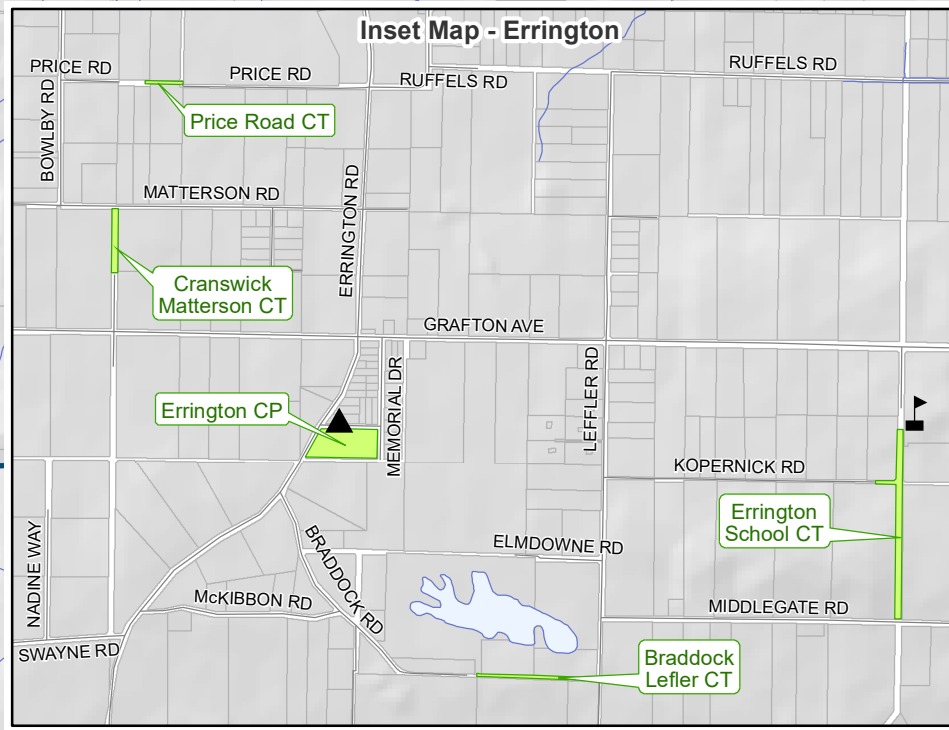 Inset Map - Errington
PRICE RD
PRICE RD
RUFFELS RD
RUFFELS RD
BOWLBY RD
Price Road CT
MATTERSON RD
ERRINGTON RD
Cranswick
Matterson CT
GRAFTON AVE
MEMORIAL DR
LEFFLER RD
Errington CP
KOPERNICK RD
Errington
School CT
NADINE WAY
BRADDOCK RD
ELMDOWNE RD
McKIBBON RD
MIDDLEGATE RD
SWAYNE RD
Braddock
Lefler CT